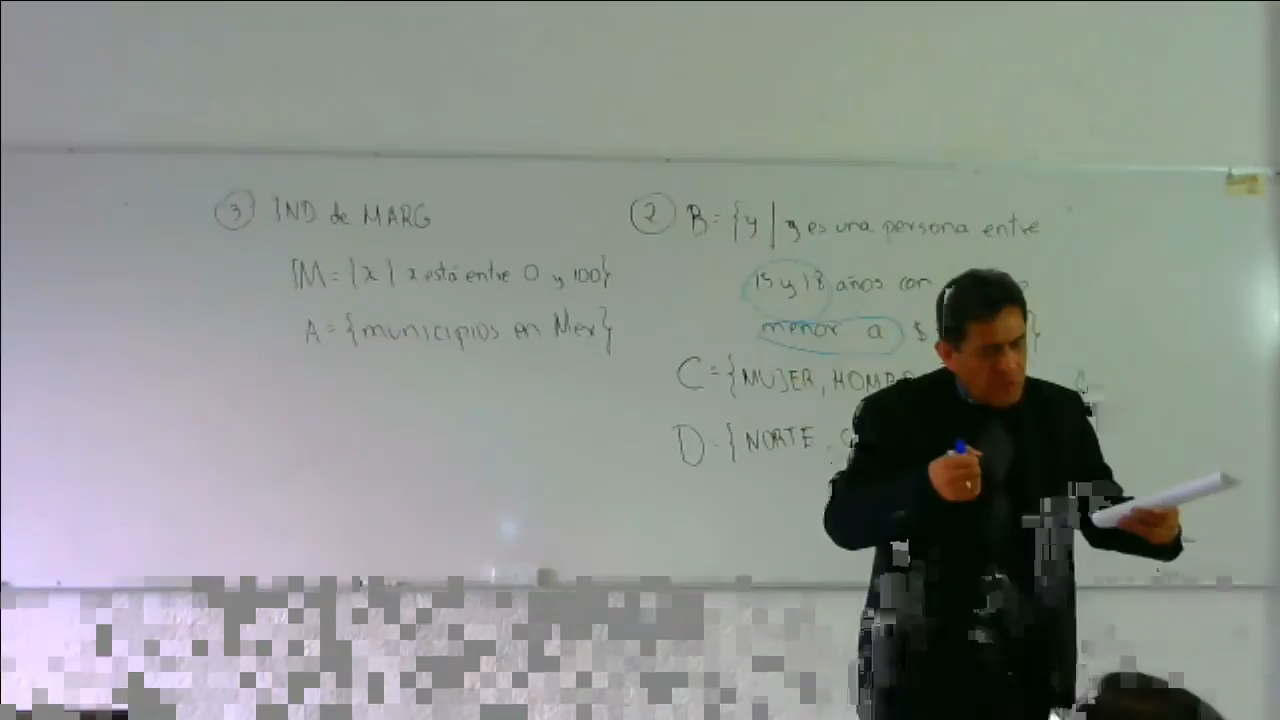 3 IND de MARG
M = {x | x está entre 0 y 100}
A = {municipios en Mex}
2 B = {y | y es una persona entre
15 y 18 años con
menor a $ }
C = {MUJER, HOMBR
D = {NORTE,